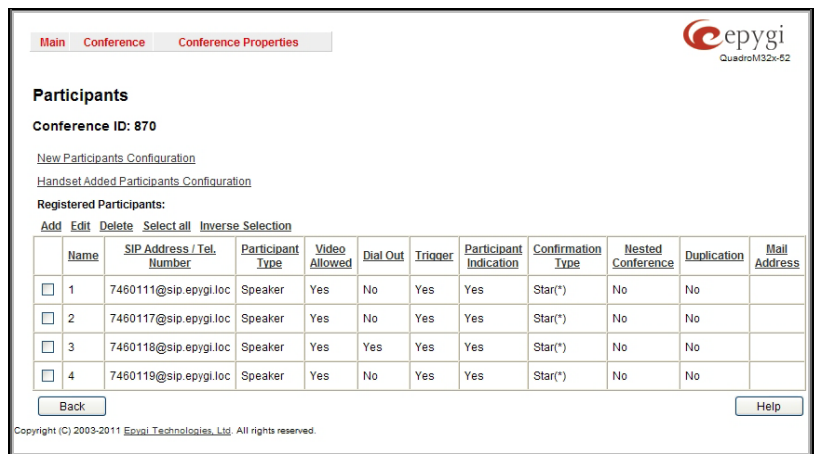 Main Conference Conference Properties
epygi
QuadroM32x-52
Participants
Conference ID: 870
New Participants Configuration
Handset Added Participants Configuration
Registered Participants:
Add Edit Delete Select all Inverse Selection
Name SIP Address / Tel. Number Participant Type Video Allowed Dial Out Trigger Participant Indication Confirmation Type Nested Conference Duplication Mail Address
1 7460111@sip.epygi.loc Speaker Yes No Yes Yes Star(*) No No
2 7460117@sip.epygi.loc Speaker Yes No Yes Yes Star(*) No No
3 7460118@sip.epygi.loc Speaker Yes Yes Yes Yes Star(*) No No
4 7460119@sip.epygi.loc Speaker Yes No Yes Yes Star(*) No No
Back Help
Copyright (C) 2003-2011 Epygi Technologies, Ltd. All rights reserved.